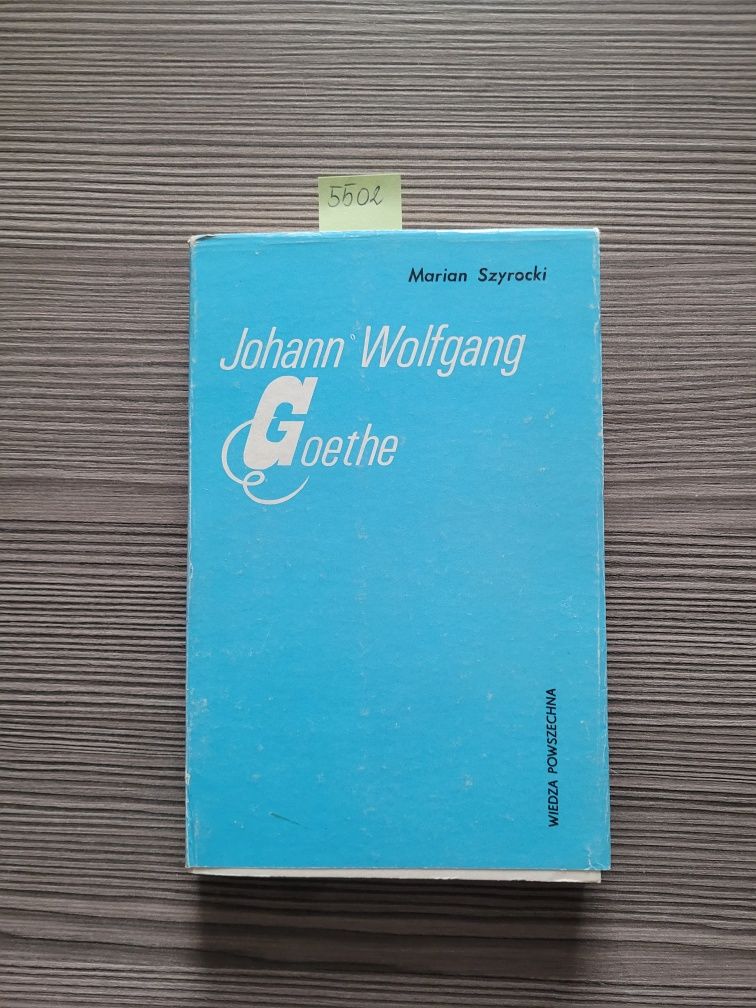 5502
Marian Szyrocki
Johann Wolfgang
Goethe
WIEDZA POWSZECHNA